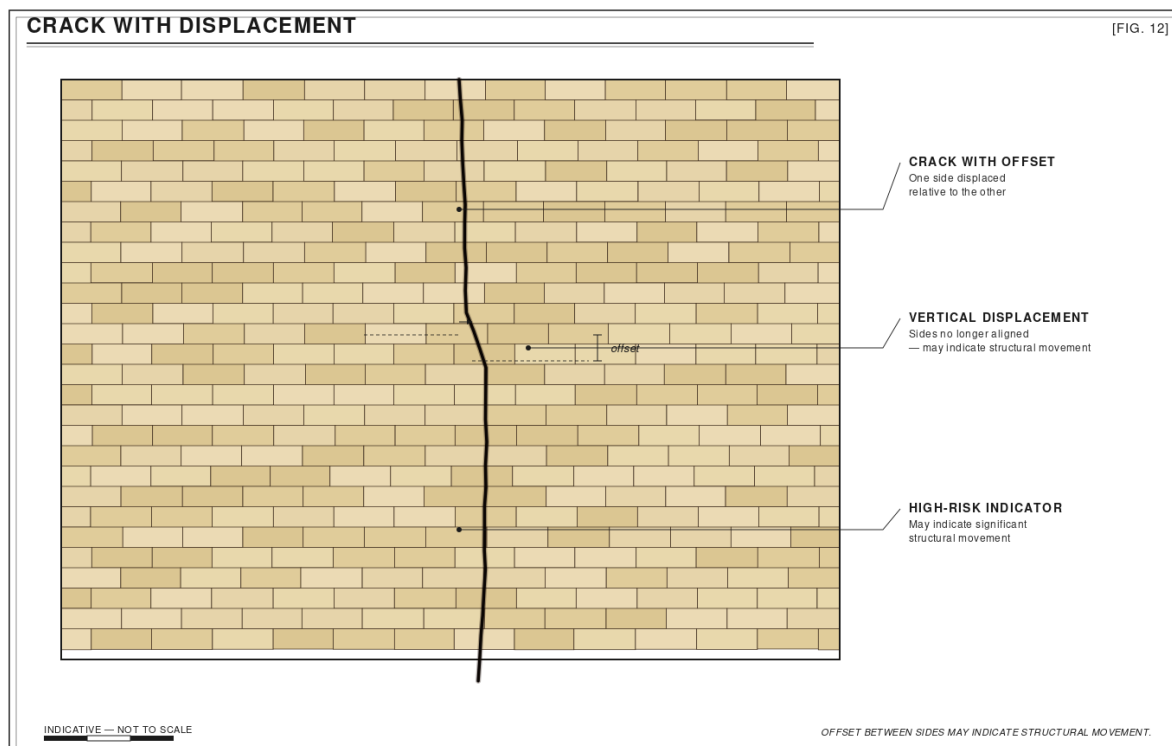 CRACK WITH DISPLACEMENT
[FIG. 12]
CRACK WITH OFFSET
One side displaced
relative to the other
VERTICAL DISPLACEMENT
Sides no longer aligned
— may indicate structural movement
offset
HIGH-RISK INDICATOR
May indicate significant
structural movement
INDICATIVE — NOT TO SCALE
OFFSET BETWEEN SIDES MAY INDICATE STRUCTURAL MOVEMENT.